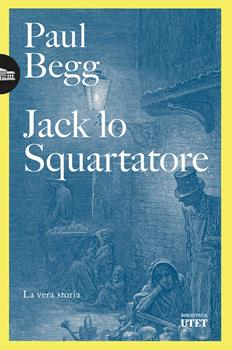 Paul
Begg
Jack lo
Squartatore
La vera storia
BIBLIOTECA
UTET